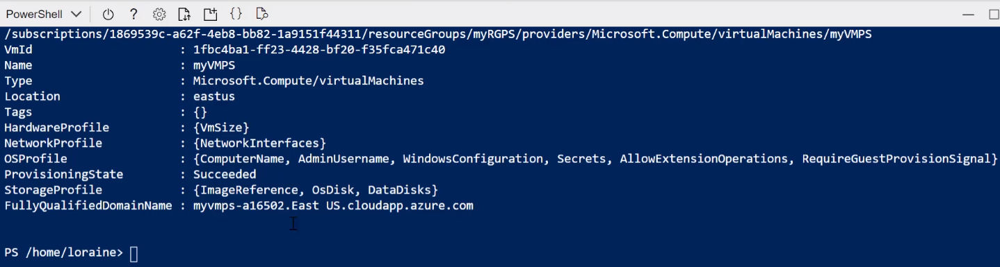 PowerShell
/subscriptions/1869539c-a62f-4eb8-bb82-1a9151f44311/resourceGroups/myRGPS/providers/Microsoft.Compute/virtualMachines/myVMPS
VmId : 1fbc4ba1-ff23-4428-bf20-f35fca471c40
Name : myVMPS
Type : Microsoft.Compute/virtualMachines
Location : eastus
Tags : {}
HardwareProfile : {VmSize}
NetworkProfile : {NetworkInterfaces}
OSProfile : {ComputerName, AdminUsername, WindowsConfiguration, Secrets, AllowExtensionOperations, RequireGuestProvisionSignal}
ProvisioningState : Succeeded
StorageProfile : {ImageReference, OsDisk, DataDisks}
FullyQualifiedDomainName : myvmps-a16502.East US.cloudapp.azure.com
PS /home/loraine>